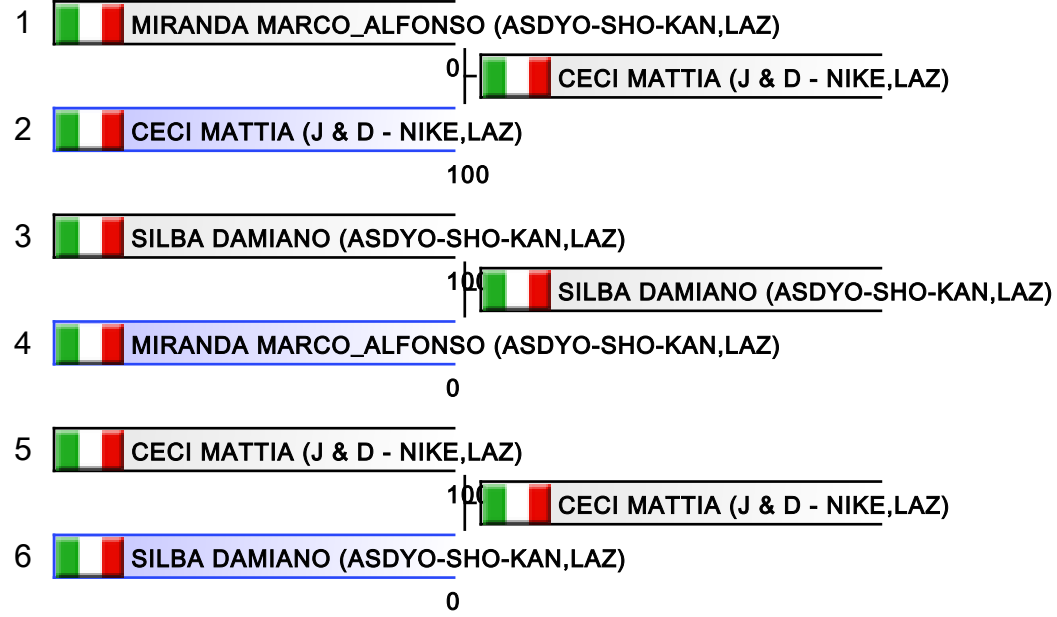 1 MIRANDA MARCO_ALFONSO (ASDYO-SHO-KAN,LAZ)
0
CECI MATTIA (J & D - NIKE,LAZ)
2 CECI MATTIA (J & D - NIKE,LAZ)
100
3 SILBA DAMIANO (ASDYO-SHO-KAN,LAZ)
100
SILBA DAMIANO (ASDYO-SHO-KAN,LAZ)
4 MIRANDA MARCO_ALFONSO (ASDYO-SHO-KAN,LAZ)
0
5 CECI MATTIA (J & D - NIKE,LAZ)
100
CECI MATTIA (J & D - NIKE,LAZ)
6 SILBA DAMIANO (ASDYO-SHO-KAN,LAZ)
0